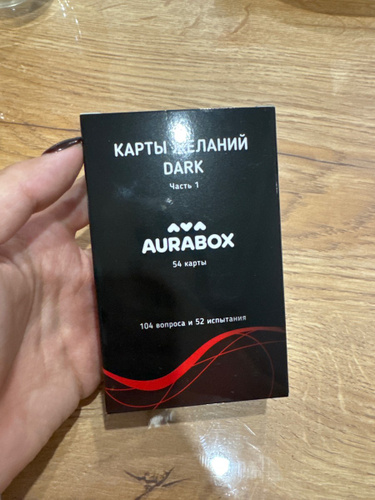 КАРТЫ ЖЕЛАНИЙ
DARK
Часть 1
AURABOX
54 карты
104 вопроса и 52 испытания